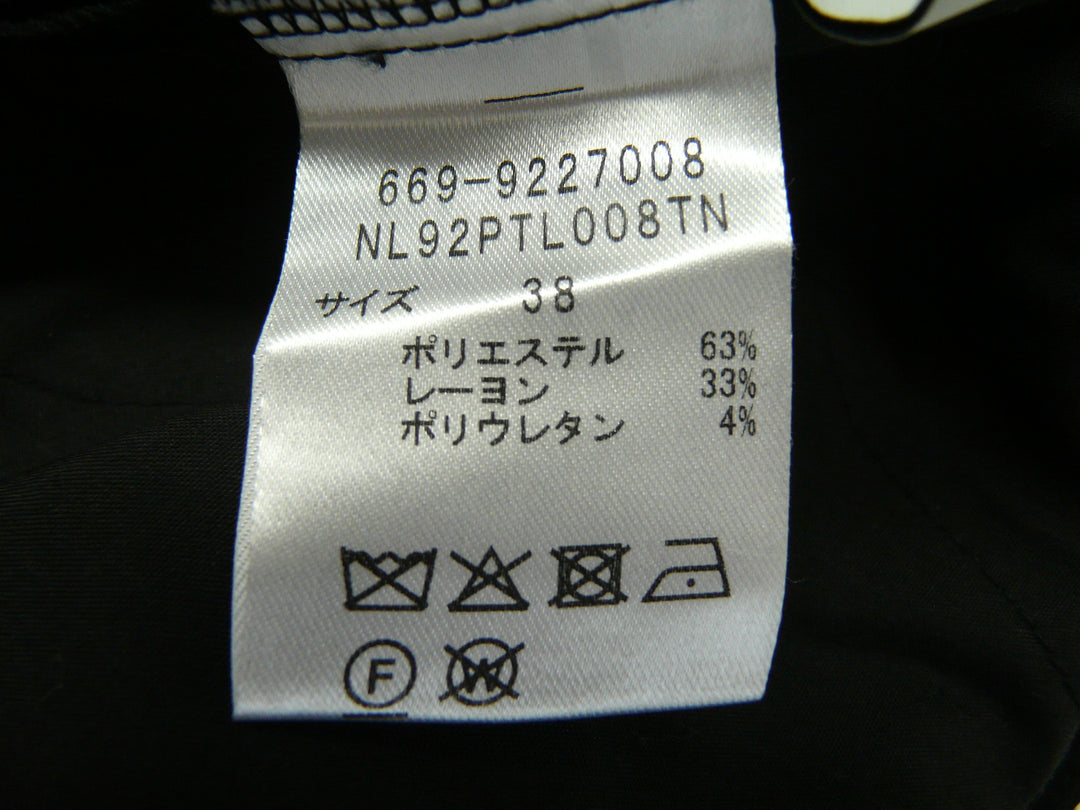 669-9227008
NL92PTL008TN
サイズ 38
ポリエステル 63%
レーヨン 33%
ポリウレタン 4%
F W